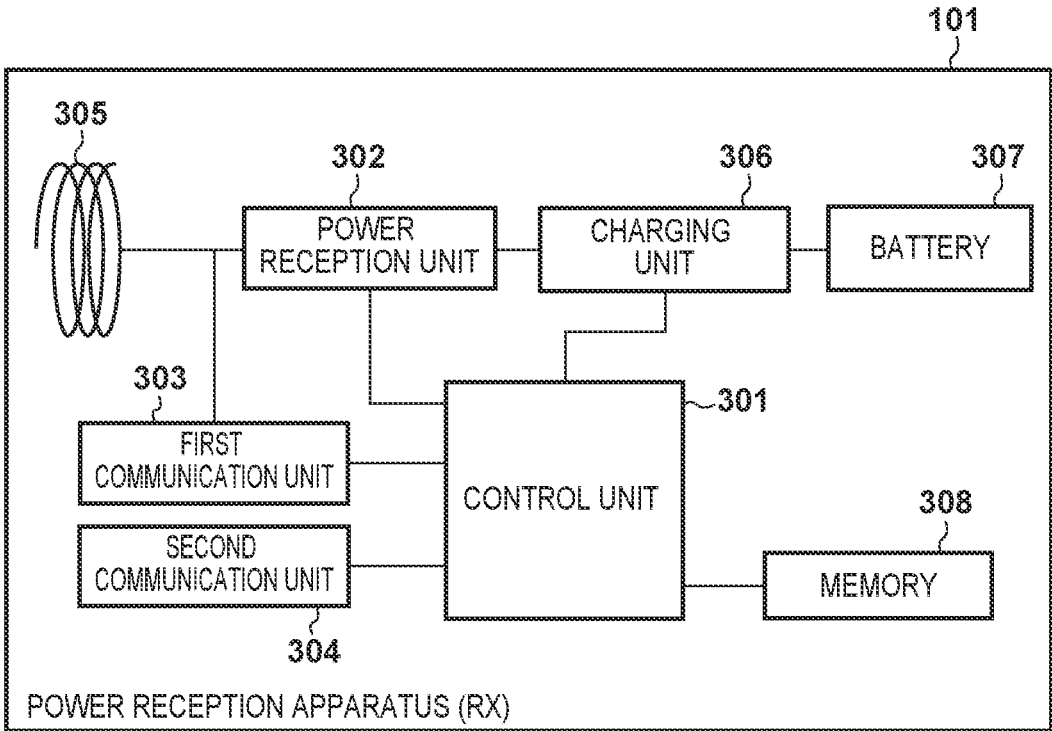 101
305
302
306
307
POWER
RECEPTION UNIT
CHARGING
UNIT
BATTERY
303
301
FIRST
COMMUNICATION UNIT
CONTROL UNIT
308
SECOND
COMMUNICATION UNIT
MEMORY
304
POWER RECEPTION APPARATUS (RX)